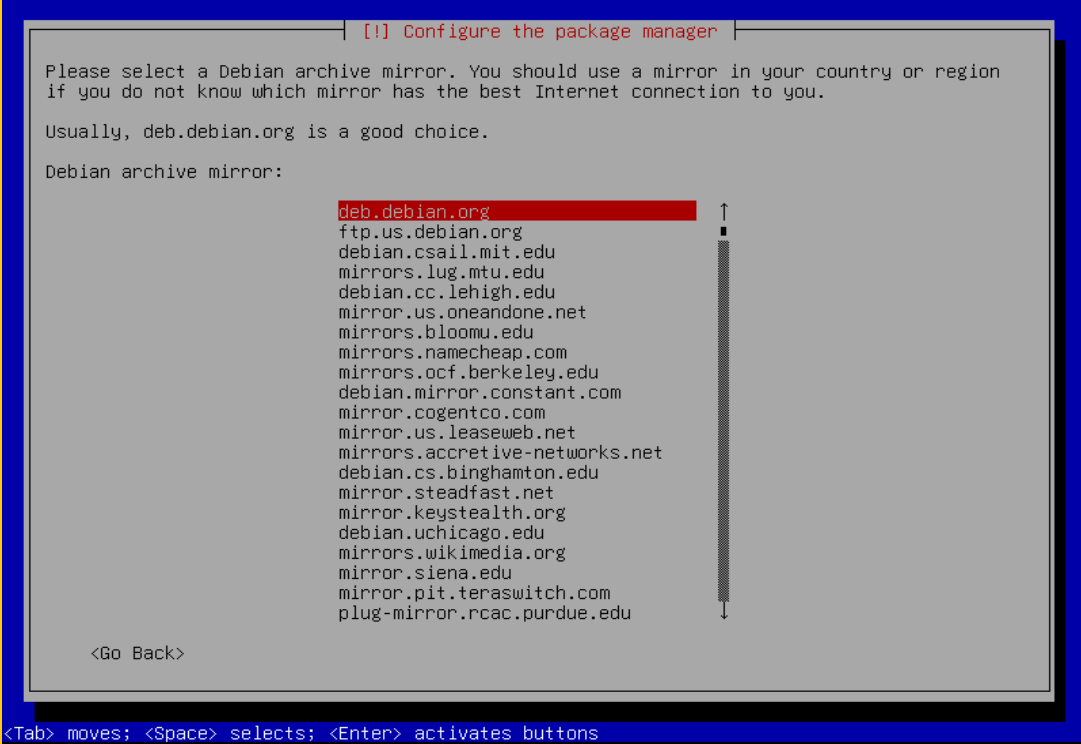 [!] Configure the package manager
Please select a Debian archive mirror. You should use a mirror in your country or region
if you do not know which mirror has the best Internet connection to you.
Usually, deb.debian.org is a good choice.
Debian archive mirror:
deb.debian.org
ftp.us.debian.org
debian.csail.mit.edu
mirrors.lug.mtu.edu
debian.cc.lehigh.edu
mirror.us.oneandone.net
mirrors.bloomu.edu
mirrors.namecheap.com
mirrors.ocf.berkeley.edu
debian.mirror.constant.com
mirror.cogentco.com
mirror.us.leaseweb.net
mirrors.accretive-networks.net
debian.cs.binghamton.edu
mirror.steadfast.net
mirror.keystealth.org
debian.uchicago.edu
mirrors.wikimedia.org
mirror.siena.edu
mirror.pit.teraswitch.com
plug-mirror.rcac.purdue.edu
<Go Back>
<Tab> moves; <Space> selects; <Enter> activates buttons